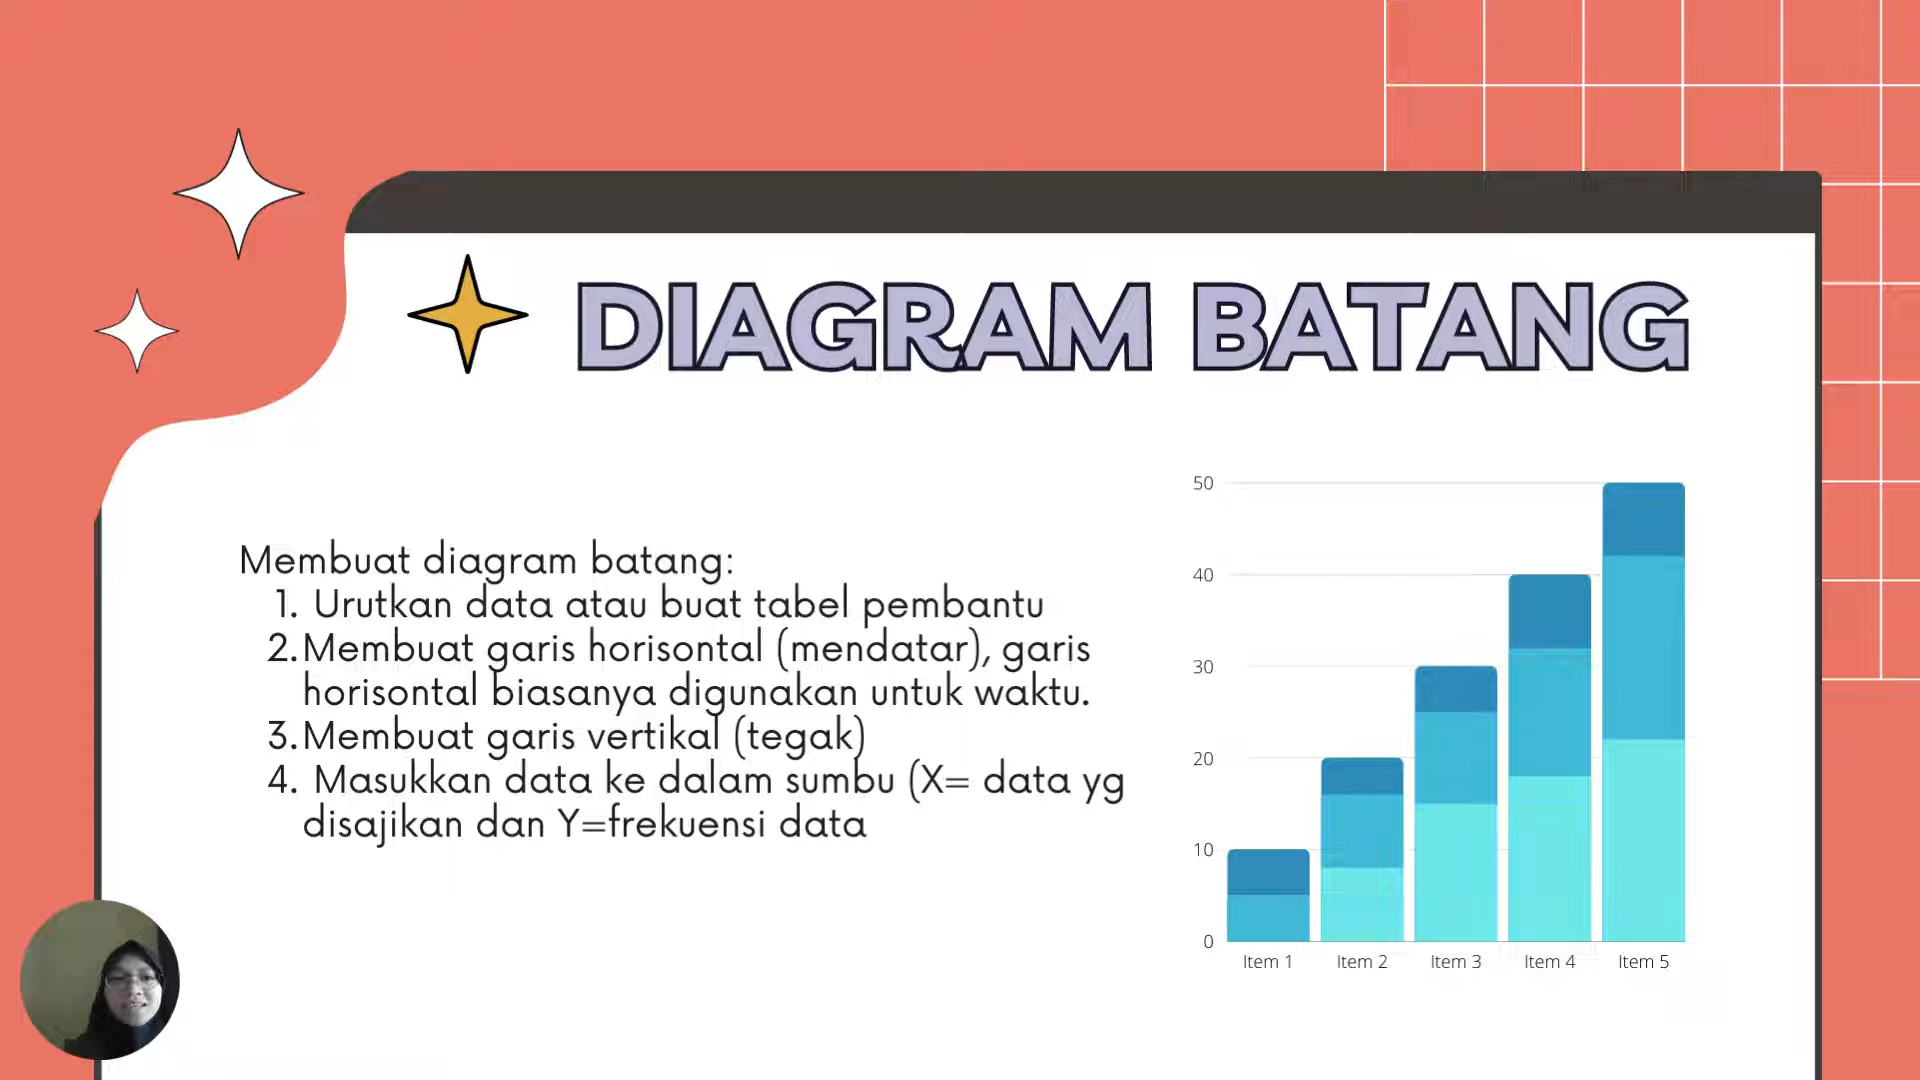 DIAGRAM BATANG
Membuat diagram batang:
1. Urutkan data atau buat tabel pembantu
2. Membuat garis horisontal (mendatar), garis
horisontal biasanya digunakan untuk waktu.
3. Membuat garis vertikal (tegak)
4. Masukkan data ke dalam sumbu (X= data yg
disajikan dan Y=frekuensi data
50
40
30
20
10
0
Item 1 Item 2 Item 3 Item 4 Item 5